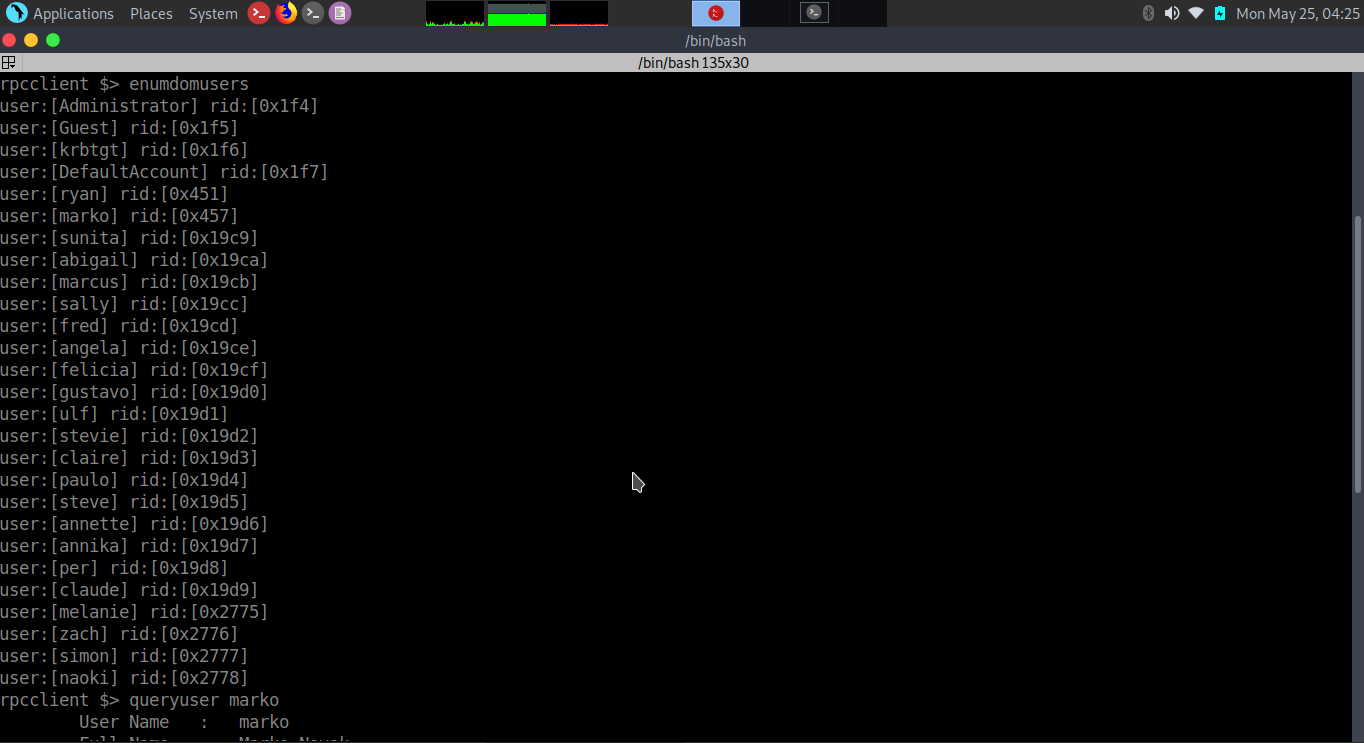 Applications Places System Mon May 25, 04:25
/bin/bash
/bin/bash 135x30
rpcclient $> enumdomusers
user:[Administrator] rid:[0x1f4]
user:[Guest] rid:[0x1f5]
user:[krbtgt] rid:[0x1f6]
user:[DefaultAccount] rid:[0x1f7]
user:[ryan] rid:[0x451]
user:[marko] rid:[0x457]
user:[sunita] rid:[0x19c9]
user:[abigail] rid:[0x19ca]
user:[marcus] rid:[0x19cb]
user:[sally] rid:[0x19cc]
user:[fred] rid:[0x19cd]
user:[angela] rid:[0x19ce]
user:[felicia] rid:[0x19cf]
user:[gustavo] rid:[0x19d0]
user:[ulf] rid:[0x19d1]
user:[stevie] rid:[0x19d2]
user:[claire] rid:[0x19d3]
user:[paulo] rid:[0x19d4]
user:[steve] rid:[0x19d5]
user:[annette] rid:[0x19d6]
user:[annika] rid:[0x19d7]
user:[per] rid:[0x19d8]
user:[claude] rid:[0x19d9]
user:[melanie] rid:[0x2775]
user:[zach] rid:[0x2776]
user:[simon] rid:[0x2777]
user:[naoki] rid:[0x2778]
rpcclient $> queryuser marko
User Name : marko